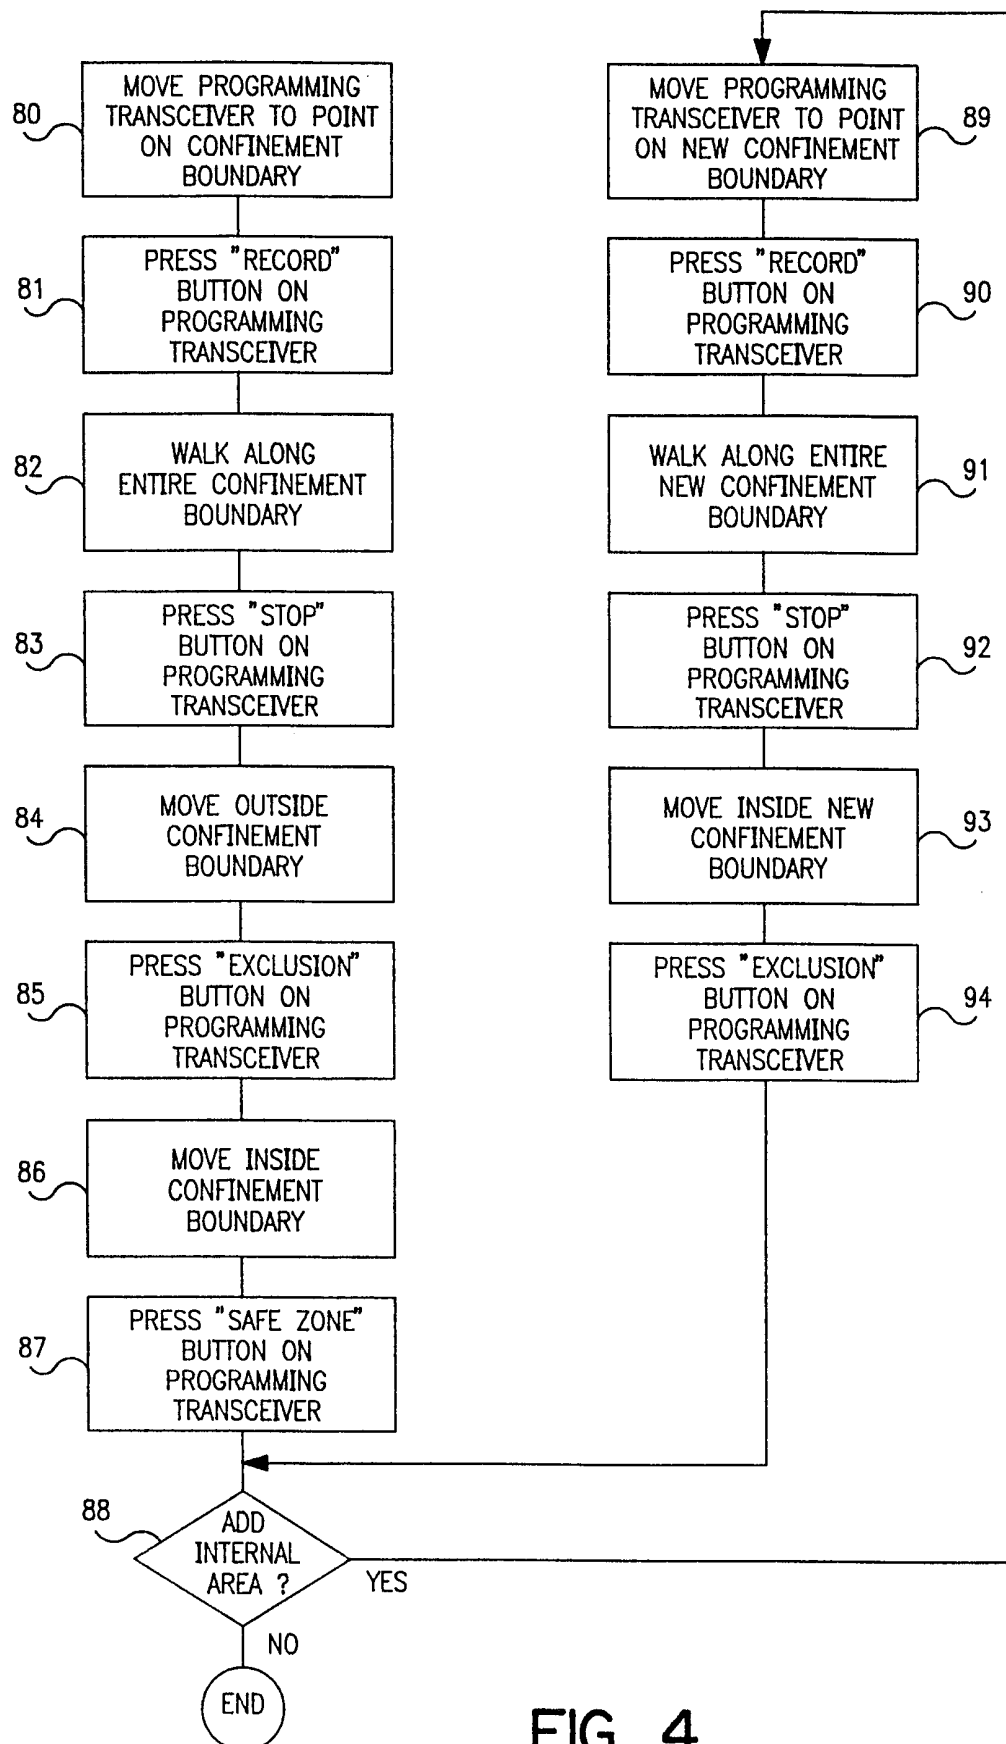 80
MOVE PROGRAMMING
TRANSCEIVER TO POINT
ON CONFINEMENT
BOUNDARY
81
PRESS "RECORD"
BUTTON ON
PROGRAMMING
TRANSCEIVER
82
WALK ALONG
ENTIRE CONFINEMENT
BOUNDARY
83
PRESS "STOP"
BUTTON ON
PROGRAMMING
TRANSCEIVER
84
MOVE OUTSIDE
CONFINEMENT
BOUNDARY
85
PRESS "EXCLUSION"
BUTTON ON
PROGRAMMING
TRANSCEIVER
86
MOVE INSIDE
CONFINEMENT
BOUNDARY
87
PRESS "SAFE ZONE"
BUTTON ON
PROGRAMMING
TRANSCEIVER
88
ADD
INTERNAL
AREA ?
YES
NO
END
MOVE PROGRAMMING
TRANSCEIVER TO POINT
ON NEW CONFINEMENT
BOUNDARY
89
PRESS "RECORD"
BUTTON ON
PROGRAMMING
TRANSCEIVER
90
WALK ALONG ENTIRE
NEW CONFINEMENT
BOUNDARY
91
PRESS "STOP"
BUTTON ON
PROGRAMMING
TRANSCEIVER
92
MOVE INSIDE NEW
CONFINEMENT
BOUNDARY
93
PRESS "EXCLUSION"
BUTTON ON
PROGRAMMING
TRANSCEIVER
94
FIG. 4